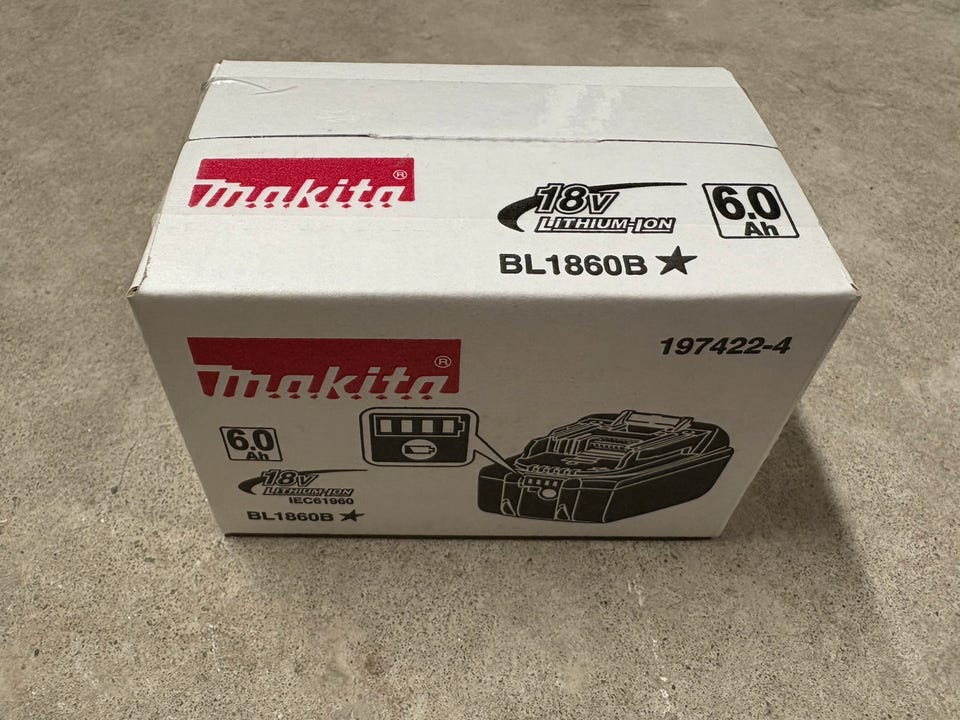 makita®
18V
LITHIUM-ION
6.0
Ah
BL1860B★
makita®
197422-4
6.0
Ah
18V
LITHIUM-ION
IEC61960
BL1860B★